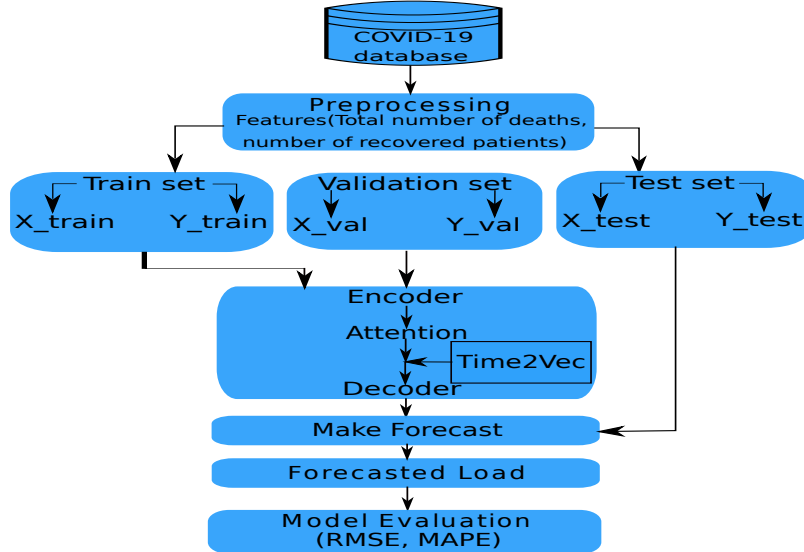 COVID-19
database
Preprocessing
Features(Total number of deaths,
number of recovered patients)
Train set
X_train Y_train
Validation set
X_val Y_val
Test set
X_test Y_test
Encoder
Attention
Time2Vec
Decoder
Make Forecast
Forecasted Load
Model Evaluation
(RMSE, MAPE)